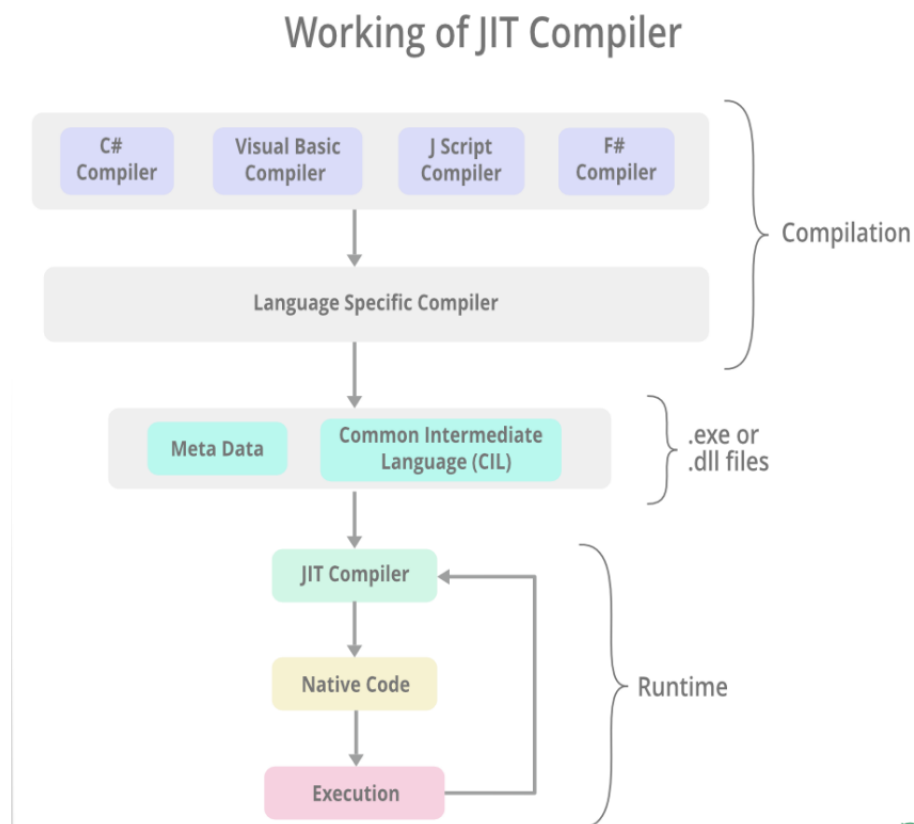 Working of JIT Compiler
C#
Compiler
Visual Basic
Compiler
J Script
Compiler
F#
Compiler
Compilation
Language Specific Compiler
Meta Data
Common Intermediate
Language (CIL)
.exe or
.dll files
JIT Compiler
Native Code
Runtime
Execution